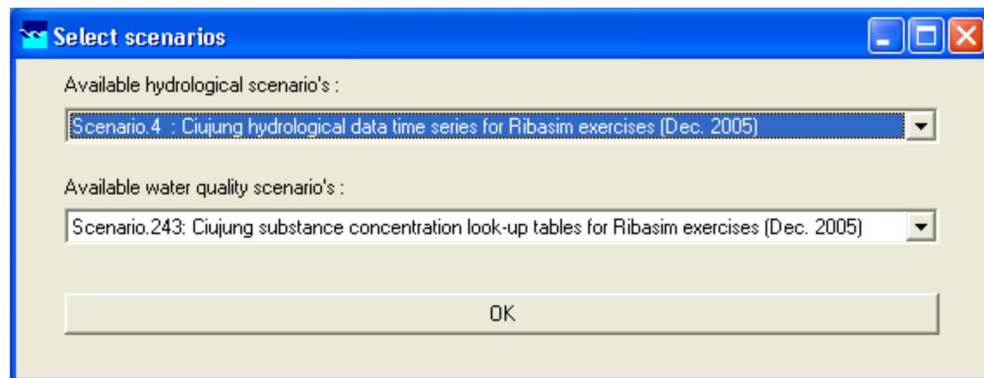 Select scenarios
Available hydrological scenario's :
Scenario.4 : Ciujung hydrological data time series for Ribasim exercises (Dec. 2005)
Available water quality scenario's :
Scenario.243: Ciujung substance concentration look-up tables for Ribasim exercises (Dec. 2005)
OK